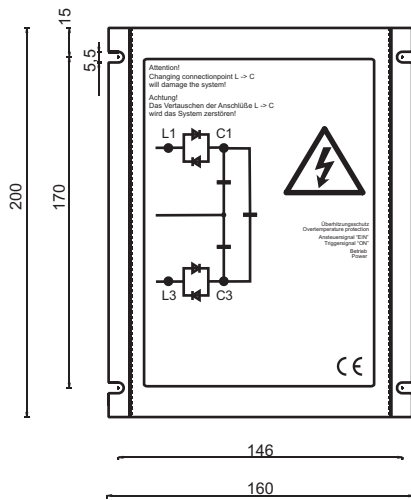 15
5,5
200
170
Attention!
Changing connectionpoint L -> C
will damage the system!
Achtung!
Das Vertauschen der Anschlüße L -> C
wird das System zerstören!
L1
C1
Überhitzungsschutz
Overtemperature protection
Ansteuersignal "EIN"
Triggersignal "ON"
Betrieb
Power
L3
C3
CE
146
160